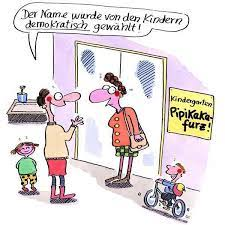 Der Name wurde von den Kindern
demokratisch gewählt!
Kindergarten
PipiKaka-
furz!